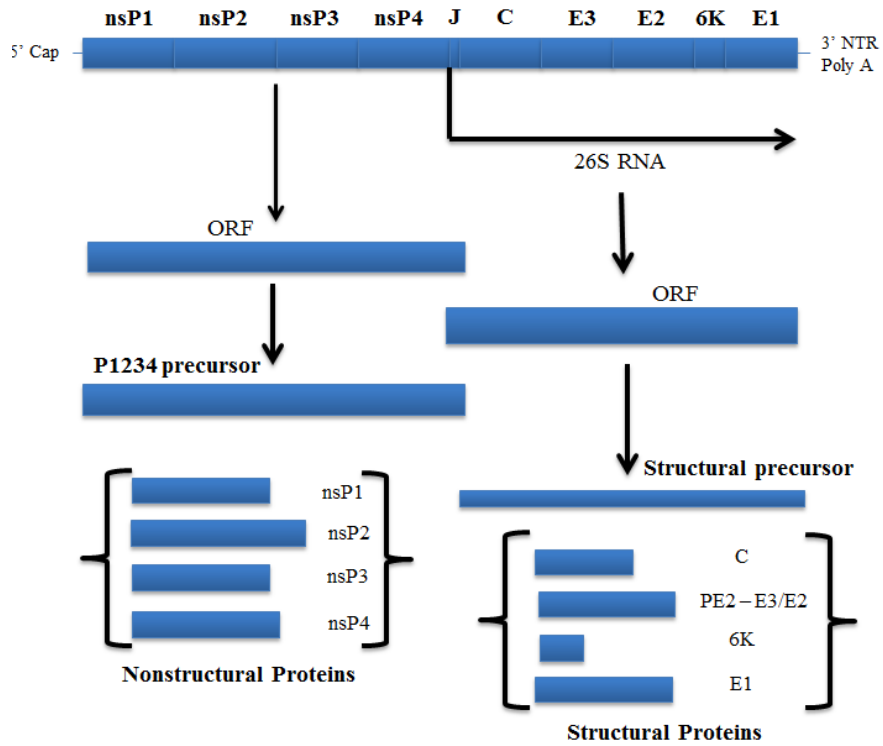 nsP1 nsP2 nsP3 nsP4 J C E3 E2 6K E1
5’ Cap
3’ NTR
Poly A
26S RNA
ORF
ORF
P1234 precursor
Structural precursor
nsP1
nsP2
nsP3
nsP4
Nonstructural Proteins
C
PE2 – E3/E2
6K
E1
Structural Proteins